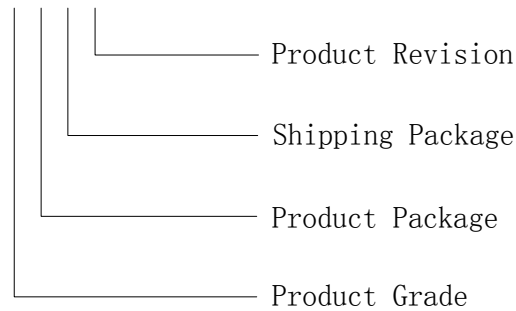 Product Revision
Shipping Package
Product Package
Product Grade